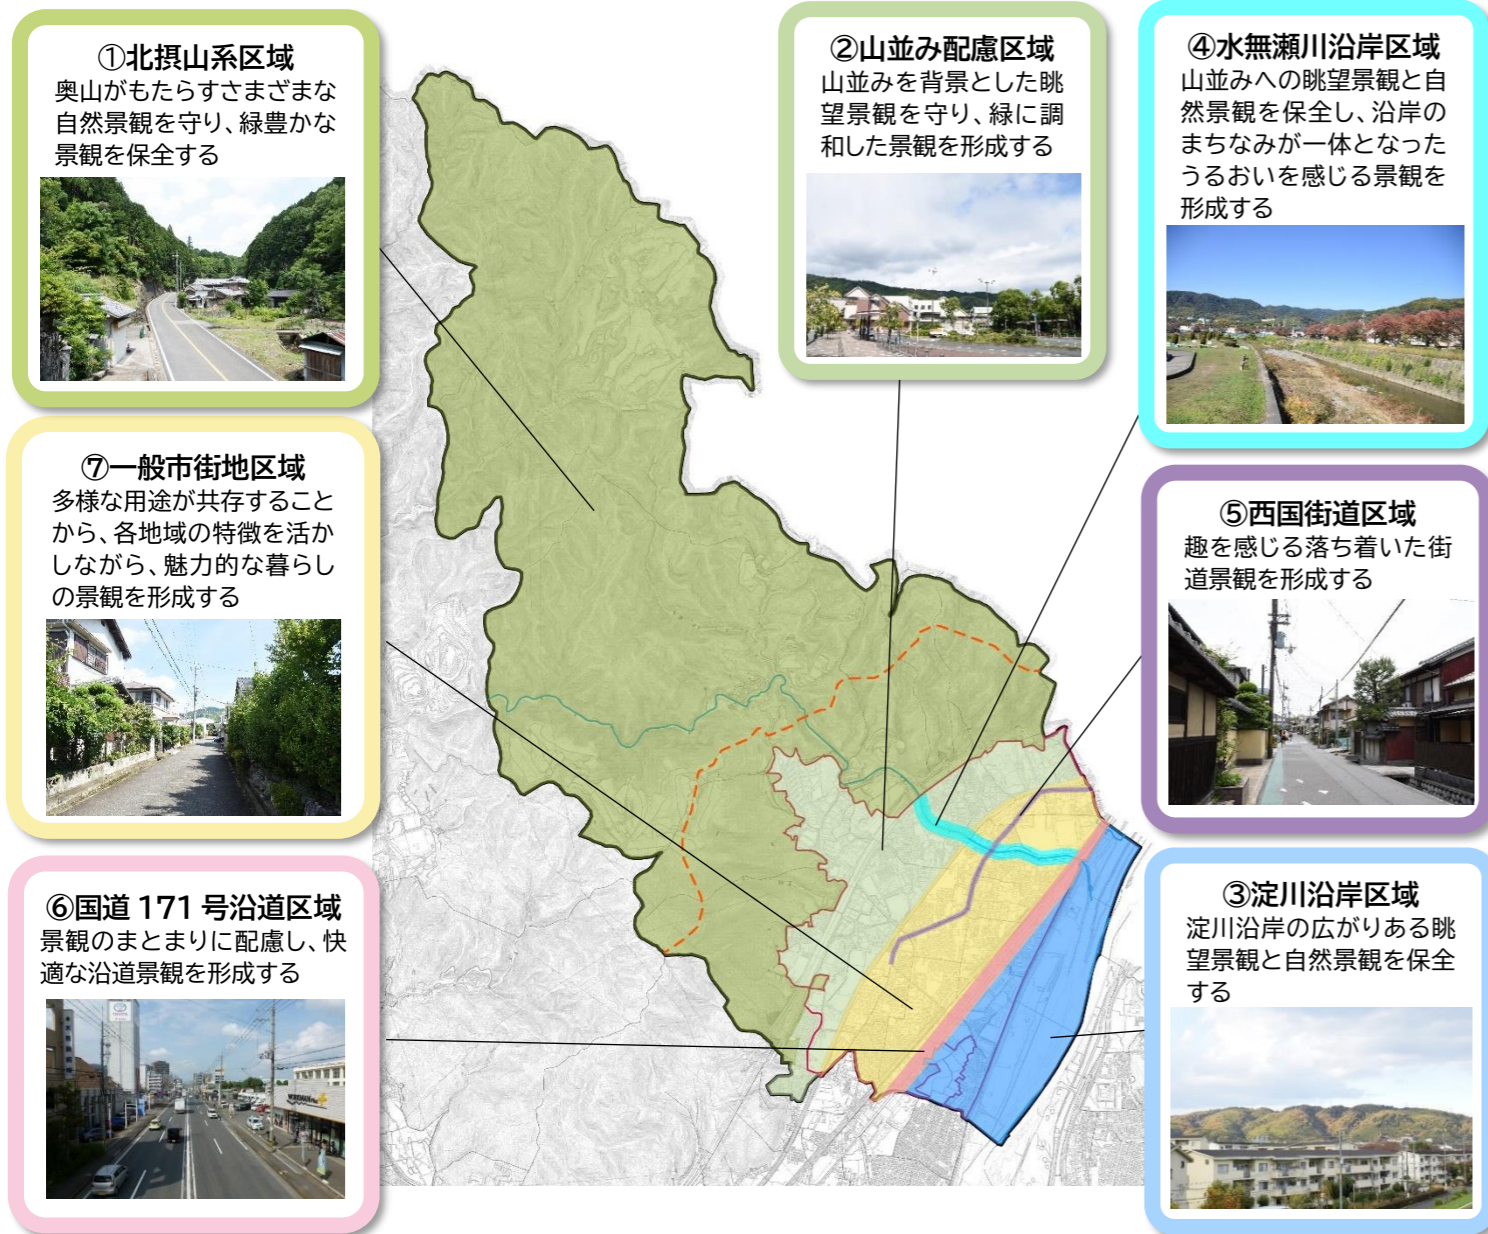 ①北摂山系区域
奥山がもたらすさまざまな
自然景観を守り、緑豊かな
景観を保全する
②山並み配慮区域
山並みを背景とした眺
望景観を守り、緑に調
和した景観を形成する
④水無瀬川沿岸区域
山並みへの眺望景観と自
然景観を保全し、沿岸の
まちなみが一体となった
うるおいを感じる景観を
形成する
⑦一般市街地区域
多様な用途が共存すること
から、各地域の特徴を活か
しながら、魅力的な暮らし
の景観を形成する
⑤西国街道区域
趣を感じる落ち着いた街
道景観を形成する
⑥国道 171 号沿道区域
景観のまとまりに配慮し、快
適な沿道景観を形成する
③淀川沿岸区域
淀川沿岸の広がりある眺
望景観と自然景観を保全
する